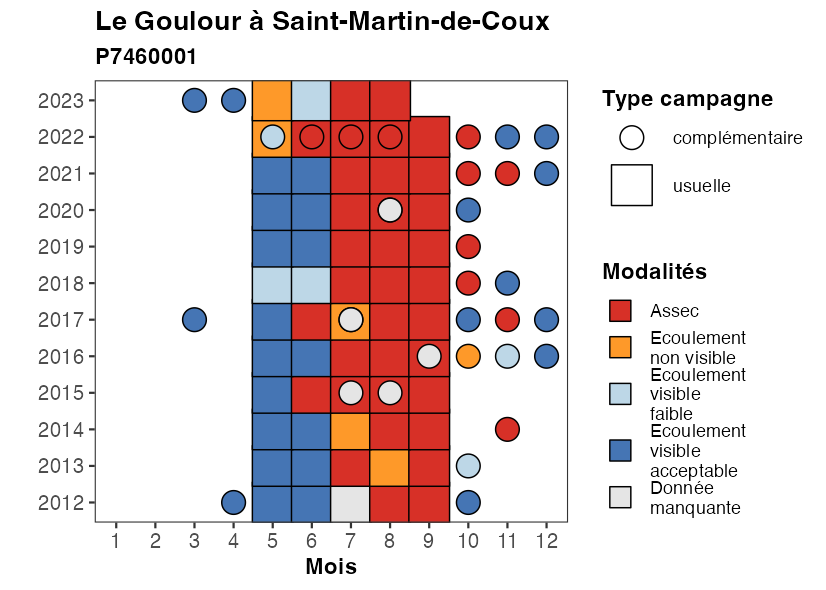 Le Goulour à Saint-Martin-de-Coux
P7460001
2023
2022
2021
2020
2019
2018
2017
2016
2015
2014
2013
2012
1 2 3 4 5 6 7 8 9 10 11 12
Mois
Type campagne
complémentaire
usuelle
Modalités
Assec
Ecoulement
non visible
Ecoulement
visible
faible
Ecoulement
visible
acceptable
Donnée
manquante